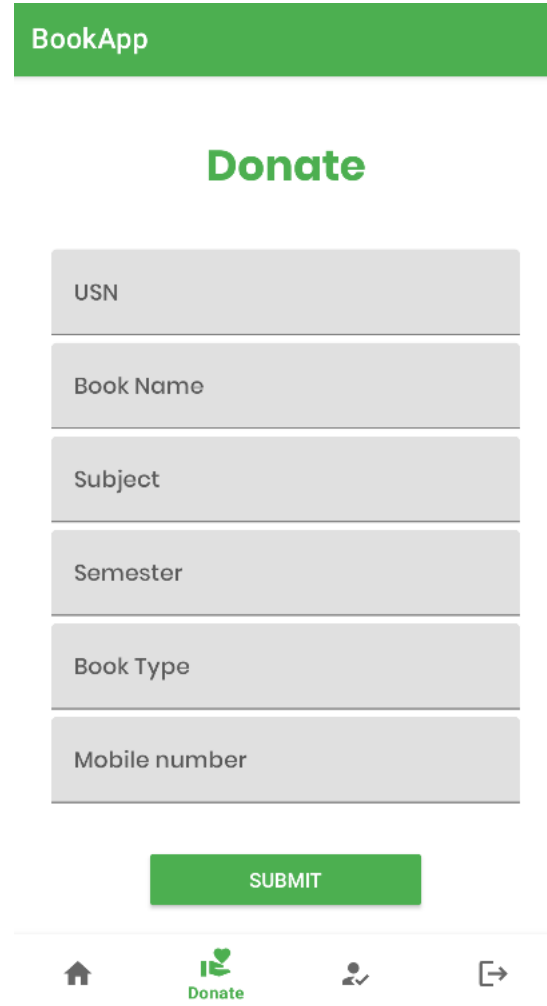 BookApp
Donate
USN
Book Name
Subject
Semester
Book Type
Mobile number
SUBMIT
Donate